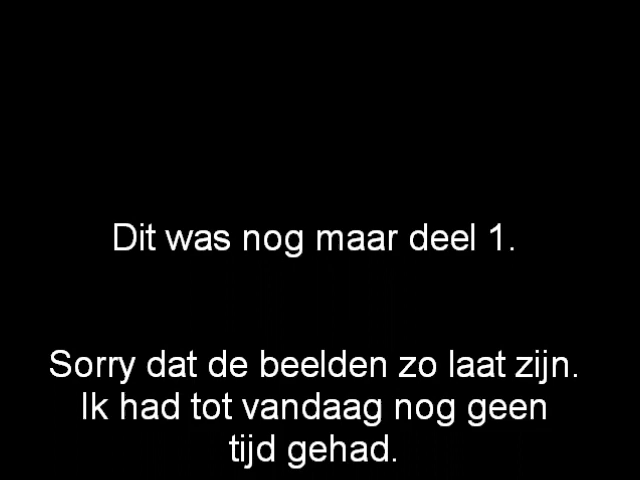 Dit was nog maar deel 1.
Sorry dat de beelden zo laat zijn.
Ik had tot vandaag nog geen
tijd gehad.